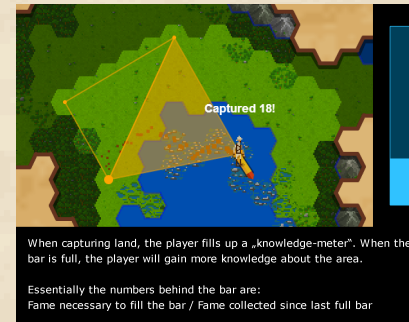 Captured 18!
When capturing land, the player fills up a „knowledge-meter“. When the
bar is full, the player will gain more knowledge about the area.
Essentially the numbers behind the bar are:
Fame necessary to fill the bar / Fame collected since last full bar